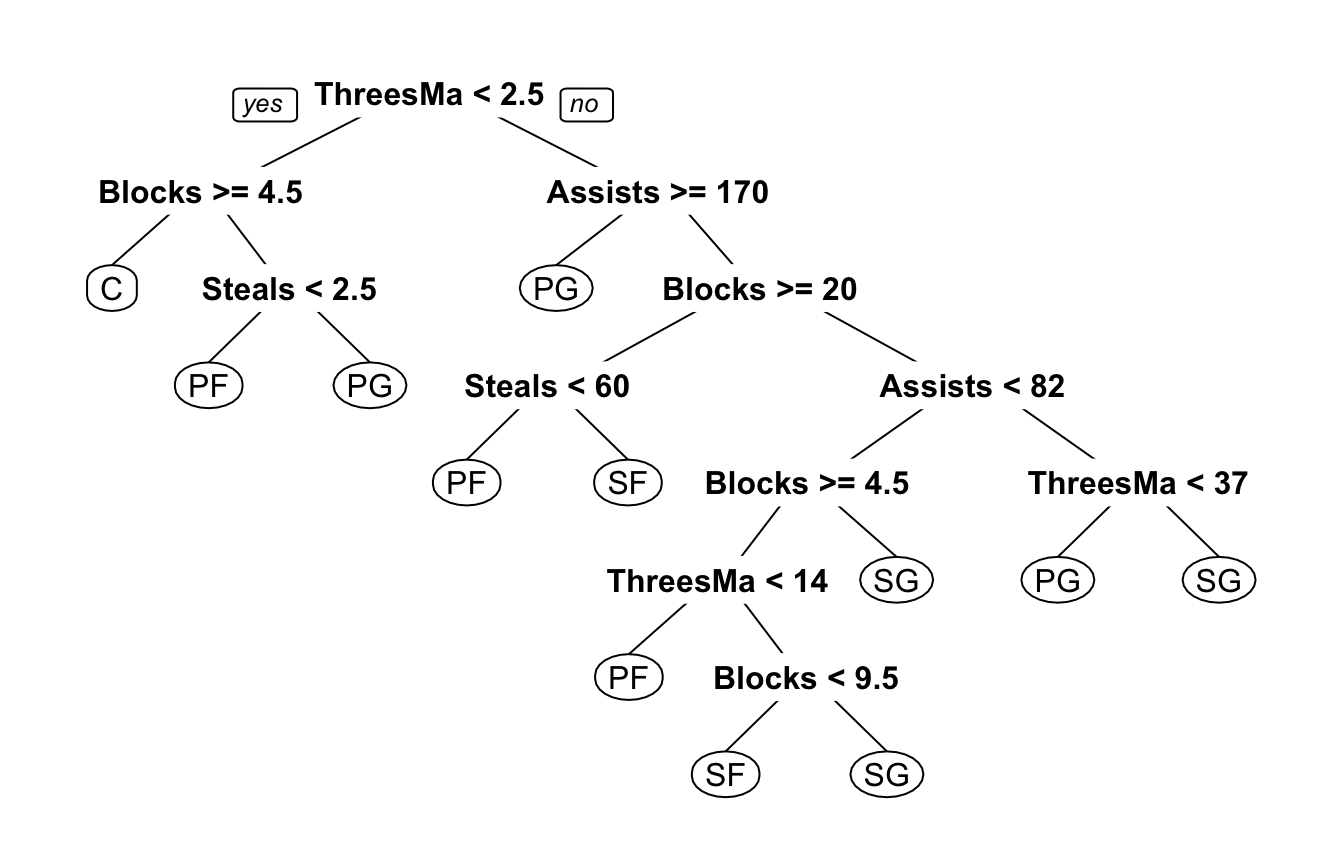 yes ThreesMa < 2.5 no
Blocks >= 4.5 Assists >= 170
C Steals < 2.5 PG Blocks >= 20
PF PG Steals < 60 Assists < 82
PF SF Blocks >= 4.5 ThreesMa < 37
ThreesMa < 14 SG PG SG
PF Blocks < 9.5
SF SG